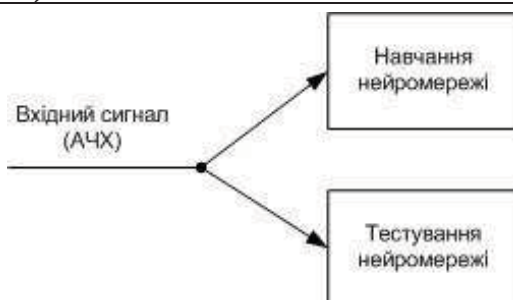 Навчання
нейромережі
Вхідний сигнал
(АЧХ)
Тестування
нейромережі